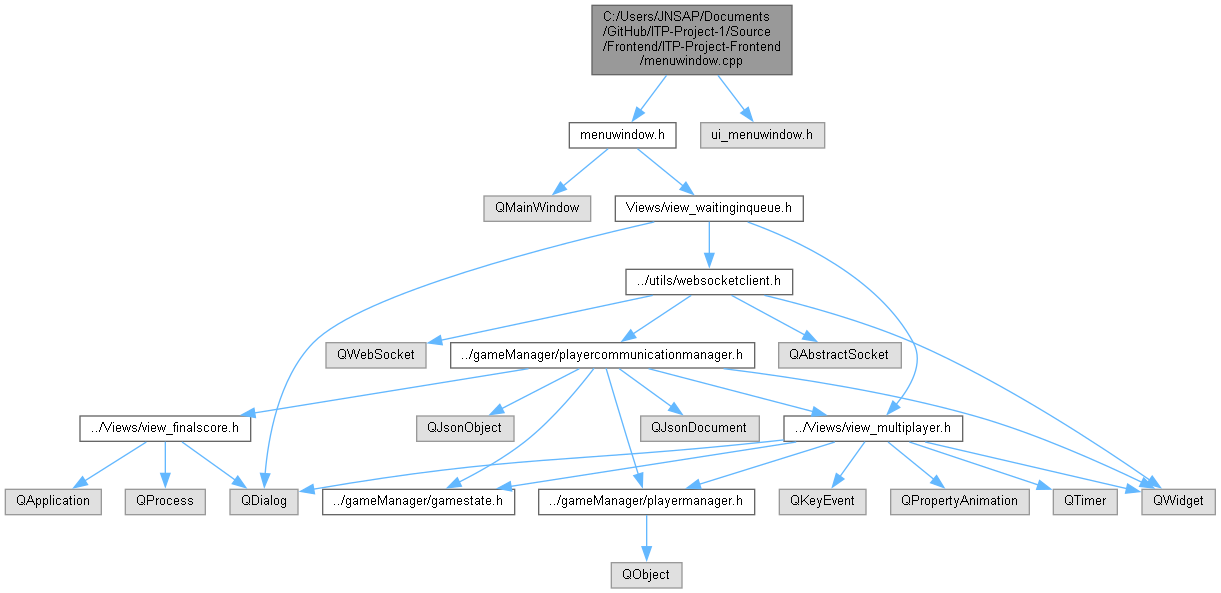 C:/Users/JNSAP/Documents
/GitHub/ITP-Project-1/Source
/Frontend/ITP-Project-Frontend
/menuwindow.cpp
menuwindow.h
ui_menuwindow.h
QMainWindow
Views/view_waitinginqueue.h
../utils/websocketclient.h
QWebSocket
../gameManager/playercommunicationmanager.h
QAbstractSocket
../Views/view_finalscore.h
QJsonObject
QJsonDocument
../Views/view_multiplayer.h
QApplication
QProcess
QDialog
../gameManager/gamestate.h
../gameManager/playermanager.h
QKeyEvent
QPropertyAnimation
QTimer
QWidget
QObject